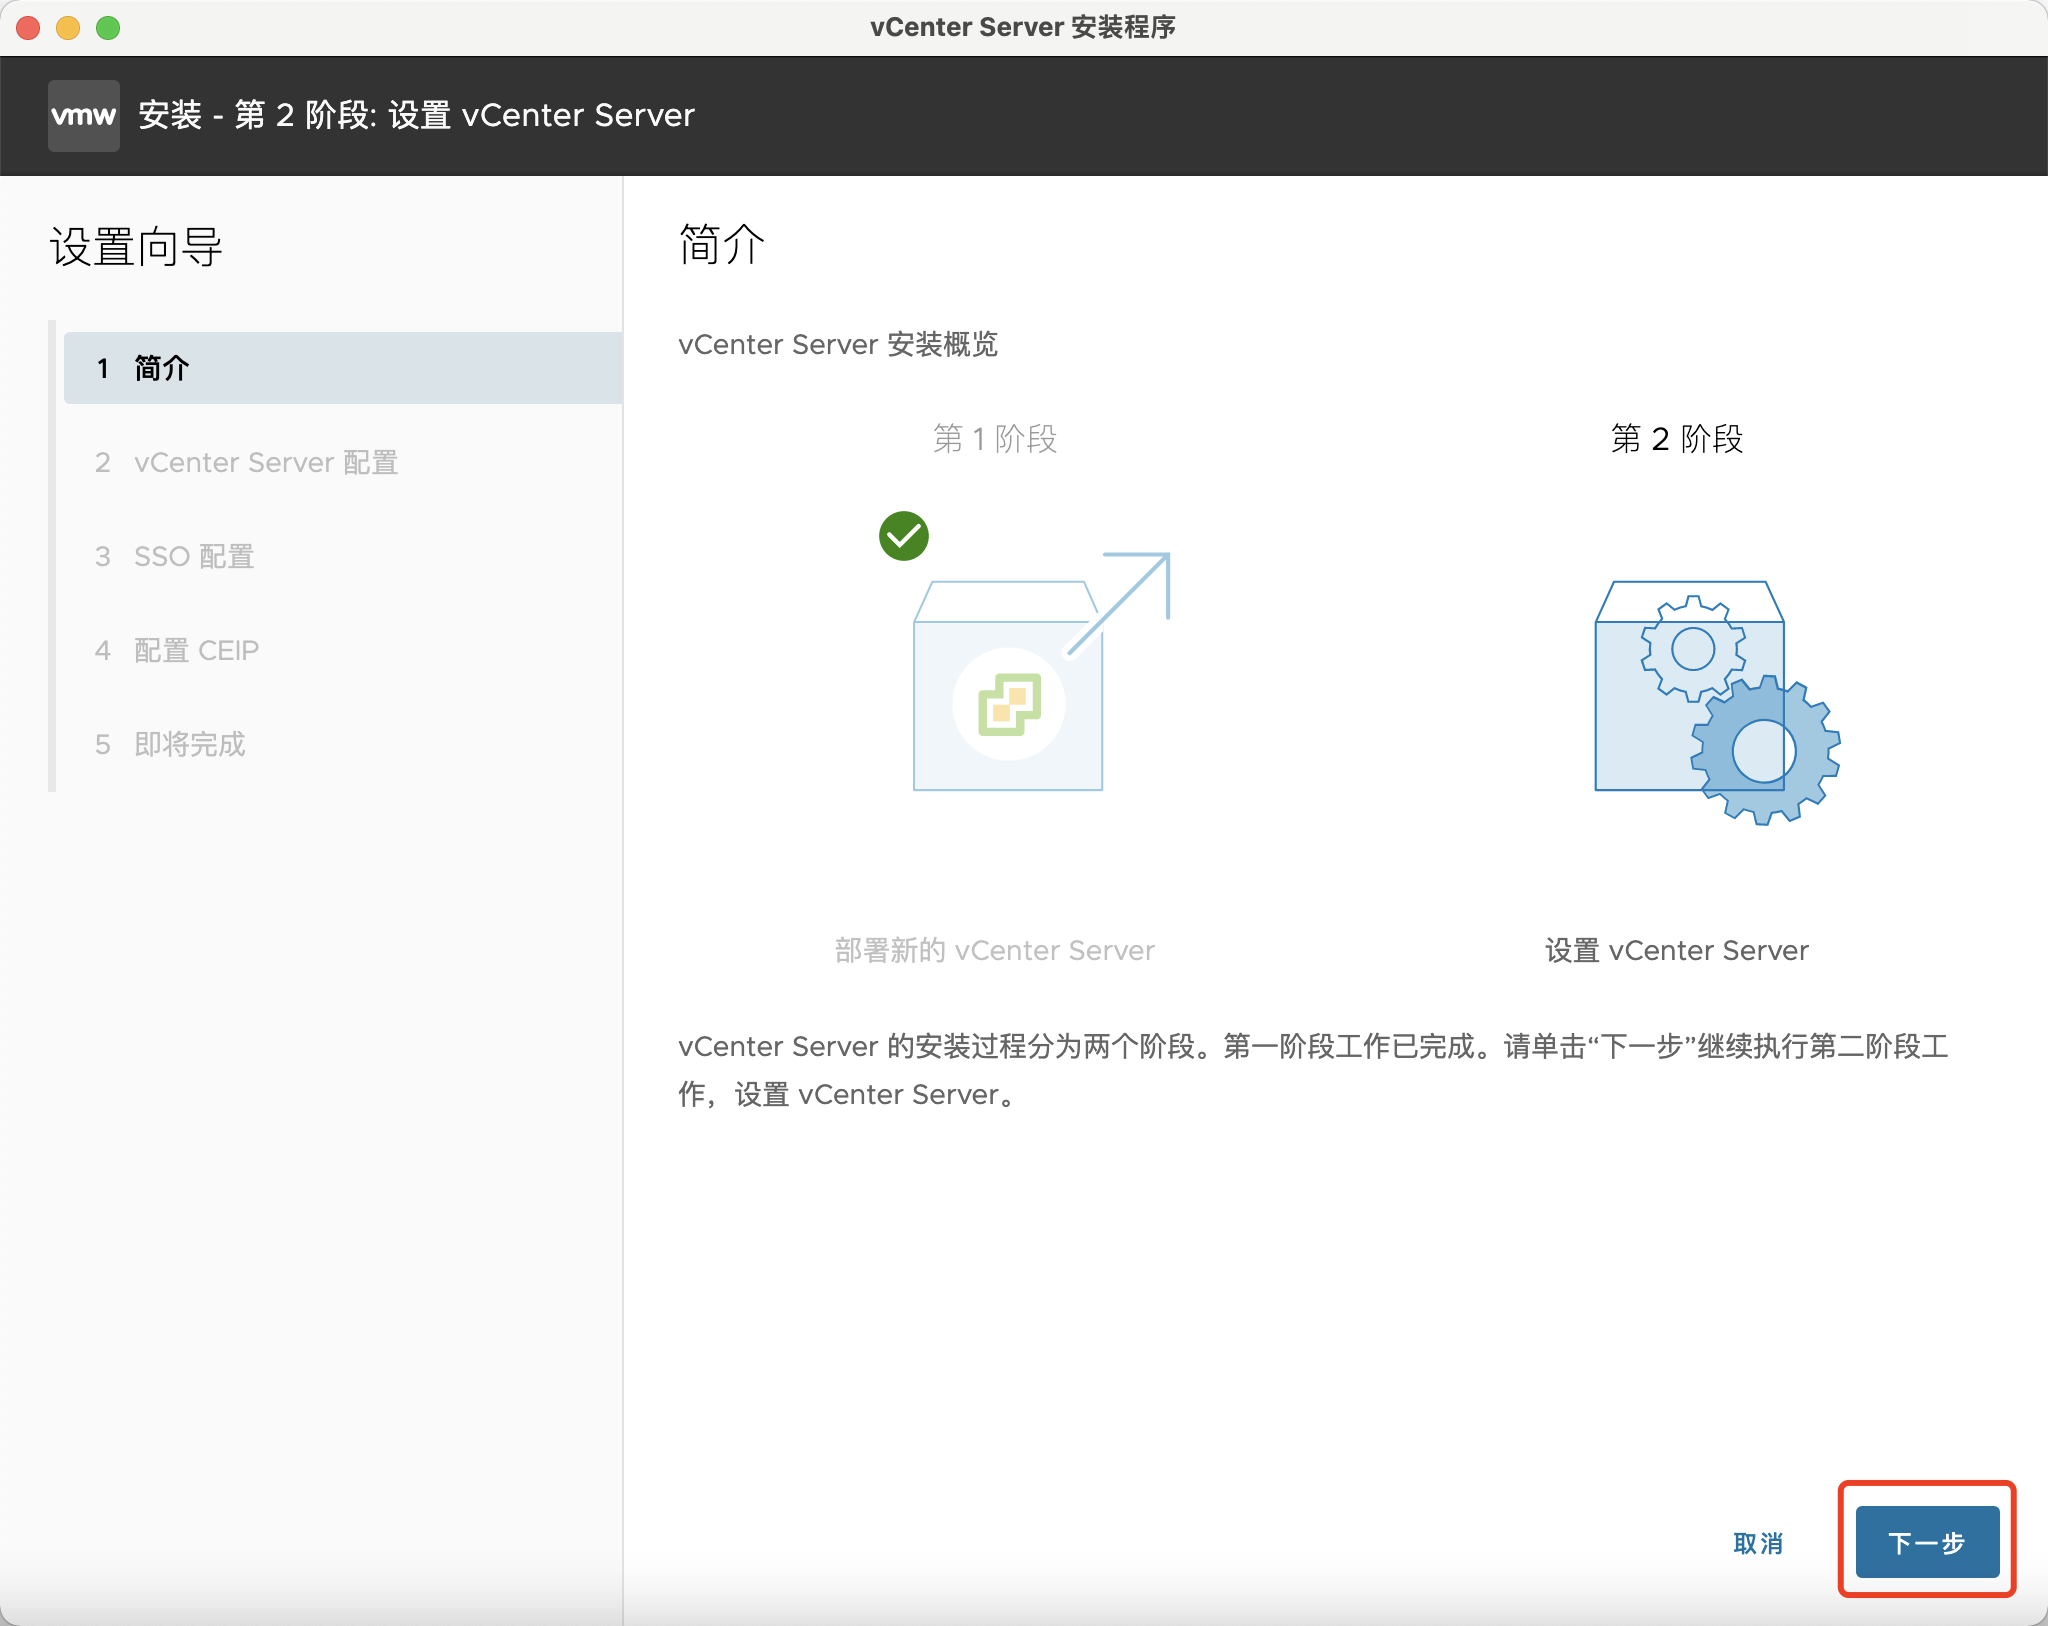 vCenter Server 安装程序
vmw 安装 - 第 2 阶段: 设置 vCenter Server
设置向导
1 简介
2 vCenter Server 配置
3 SSO 配置
4 配置 CEIP
5 即将完成
简介
vCenter Server 安装概览
第 1 阶段
第 2 阶段
部署新的 vCenter Server
设置 vCenter Server
vCenter Server 的安装过程分为两个阶段。第一阶段工作已完成。请单击“下一步”继续执行第二阶段工
作，设置 vCenter Server。
取消
下一步